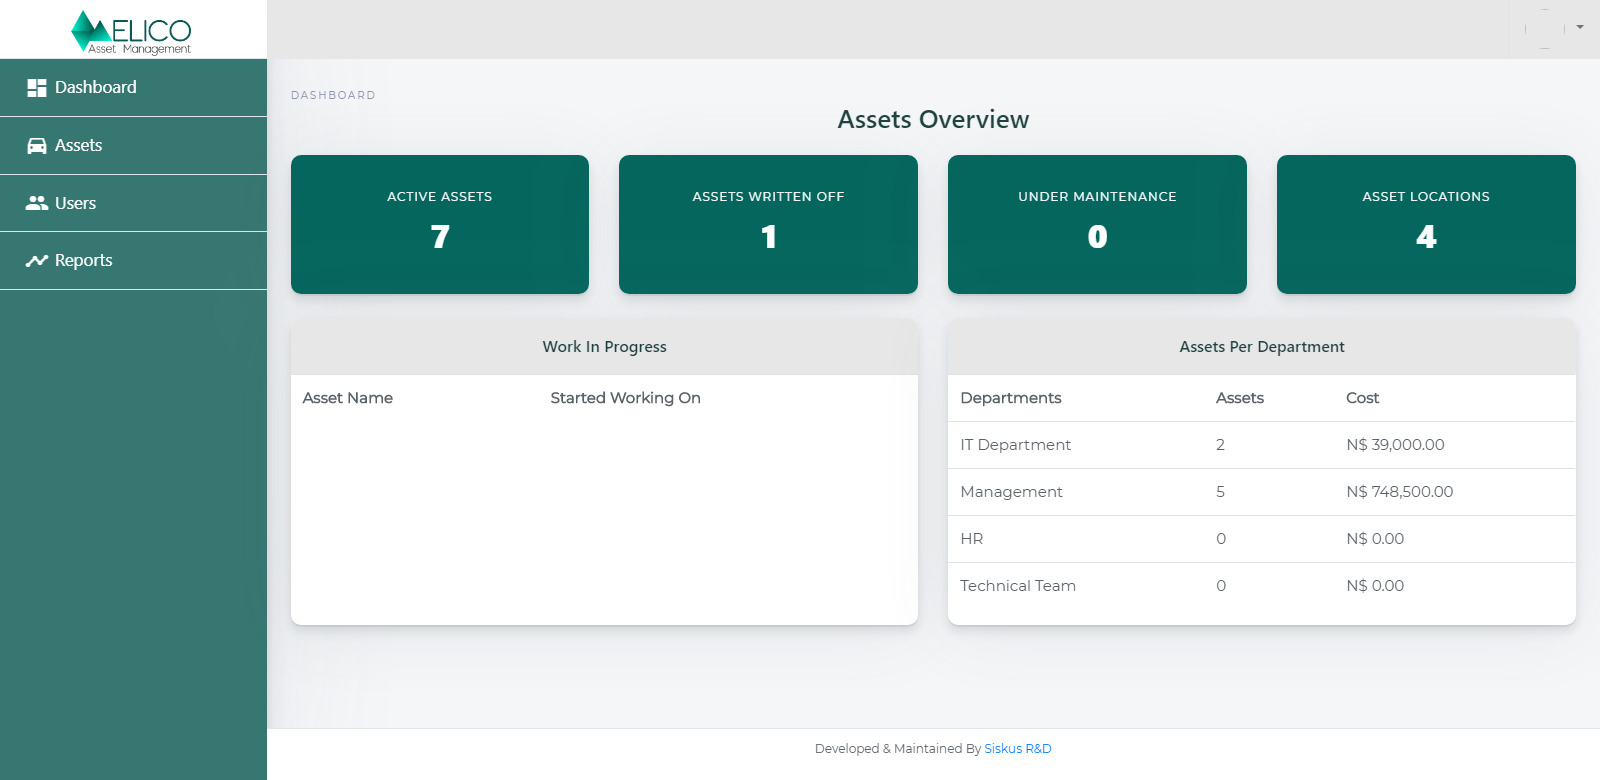 ELICO
Asset Management
Dashboard
Assets
Users
Reports
DASHBOARD
Assets Overview
ACTIVE ASSETS
7
ASSETS WRITTEN OFF
1
UNDER MAINTENANCE
0
ASSET LOCATIONS
4
Work In Progress
Asset Name Started Working On
Assets Per Department
Departments Assets Cost
IT Department 2 N$ 39,000.00
Management 5 N$ 748,500.00
HR 0 N$ 0.00
Technical Team 0 N$ 0.00
Developed & Maintained By Siskus R&D